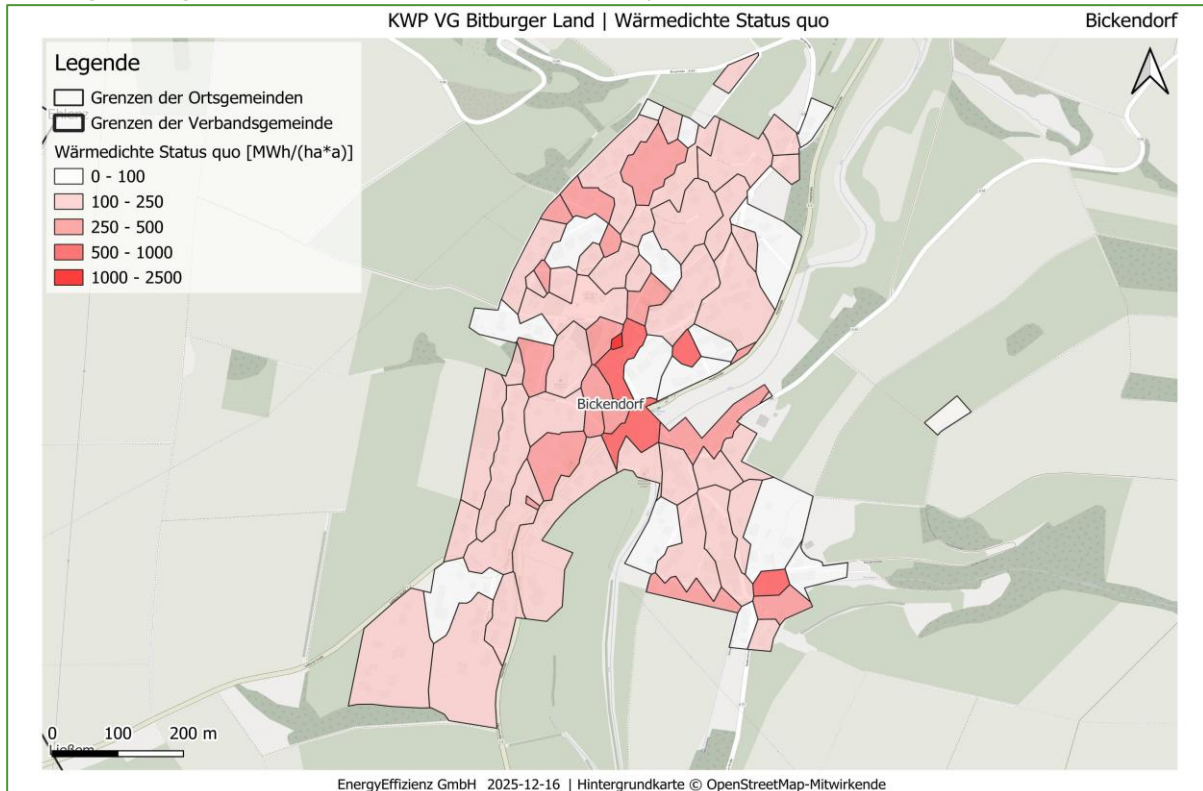 KWP VG Bitburger Land | Wärmedichte Status quo
Bickendorf
Legende
Grenzen der Ortsgemeinden
Grenzen der Verbandsgemeinde
Wärmedichte Status quo [MWh/(ha*a)]
0 - 100
100 - 250
250 - 500
500 - 1000
1000 - 2500
Bickendorf
0 100 200 m
Ließem
EnergyEffizienz GmbH 2025-12-16 | Hintergrundkarte © OpenStreetMap-Mitwirkende